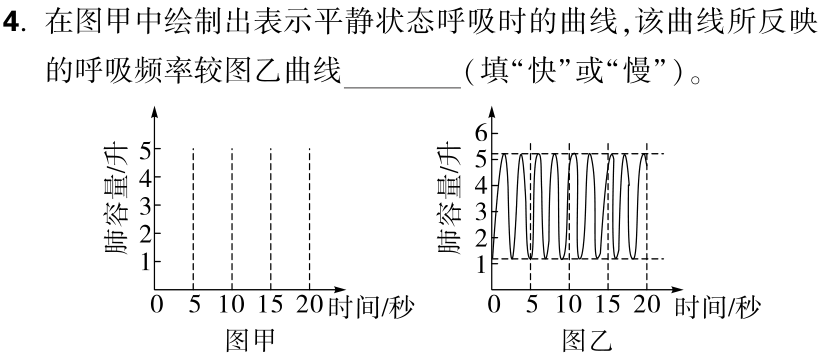 4. 在图甲中绘制出表示平静状态呼吸时的曲线,该曲线所反映
的呼吸频率较图乙曲线________(填“快”或“慢”)。
肺容量/升
5
4
3
2
1
0 5 10 15 20 时间/秒
图甲
肺容量/升
6
5
4
3
2
1
0 5 10 15 20 时间/秒
图乙